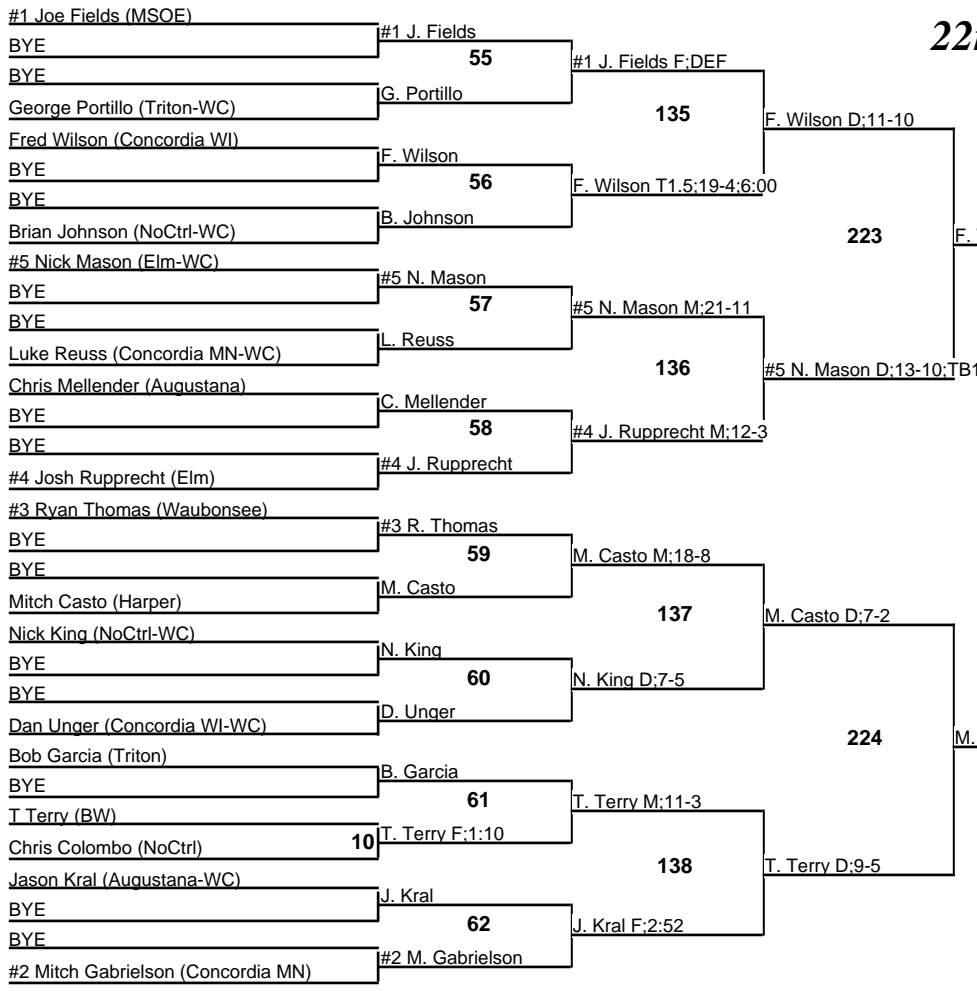 #1 Joe Fields (MSOE)
BYE
#1 J. Fields
55
BYE
George Portillo (Triton-WC)
G. Portillo
#1 J. Fields F;DEF
135
Fred Wilson (Concordia WI)
BYE
F. Wilson
56
BYE
Brian Johnson (NoCtrl-WC)
B. Johnson
F. Wilson T1.5;19-4;6:00
F. Wilson D;11-10
223
#5 Nick Mason (Elm-WC)
BYE
#5 N. Mason
57
BYE
Luke Reuss (Concordia MN-WC)
L. Reuss
#5 N. Mason M;21-11
136
Chris Mellender (Augustana)
BYE
C. Mellender
58
BYE
#4 Josh Rupprecht (Elm)
#4 J. Rupprecht
#4 J. Rupprecht M;12-3
#5 N. Mason D;13-10;TB1
F.
#3 Ryan Thomas (Waubonsee)
BYE
#3 R. Thomas
59
BYE
Mitch Casto (Harper)
M. Casto
M. Casto M;18-8
137
Nick King (NoCtrl-WC)
BYE
N. King
60
BYE
Dan Unger (Concordia WI-WC)
D. Unger
N. King D;7-5
M. Casto D;7-2
224
Bob Garcia (Triton)
BYE
B. Garcia
61
T Terry (BW)
Chris Colombo (NoCtrl)
10
T. Terry F;1:10
T. Terry M;11-3
138
Jason Kral (Augustana-WC)
BYE
J. Kral
62
BYE
#2 Mitch Gabrielson (Concordia MN)
#2 M. Gabrielson
J. Kral F;2:52
T. Terry D;9-5
M.